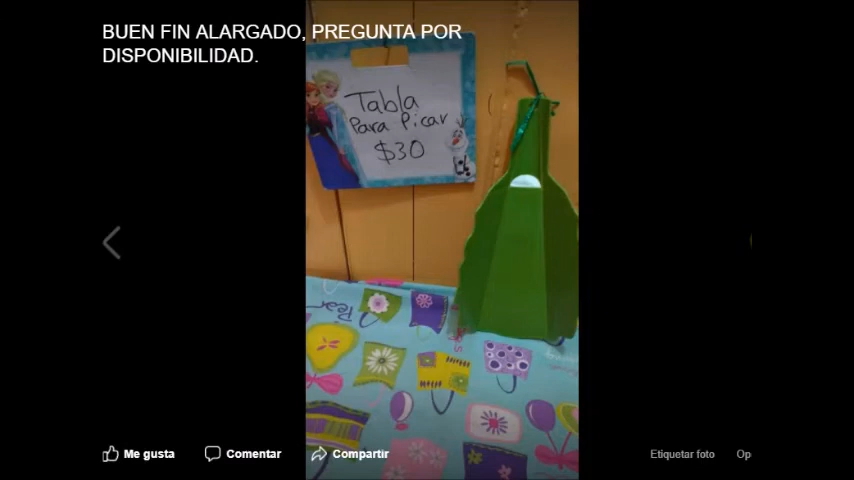 BUEN FIN ALARGADO, PREGUNTA POR
DISPONIBILIDAD.
Tabla
Para Picar
$30
Me gusta
Comentar
Compartir
Etiquetar foto
Op